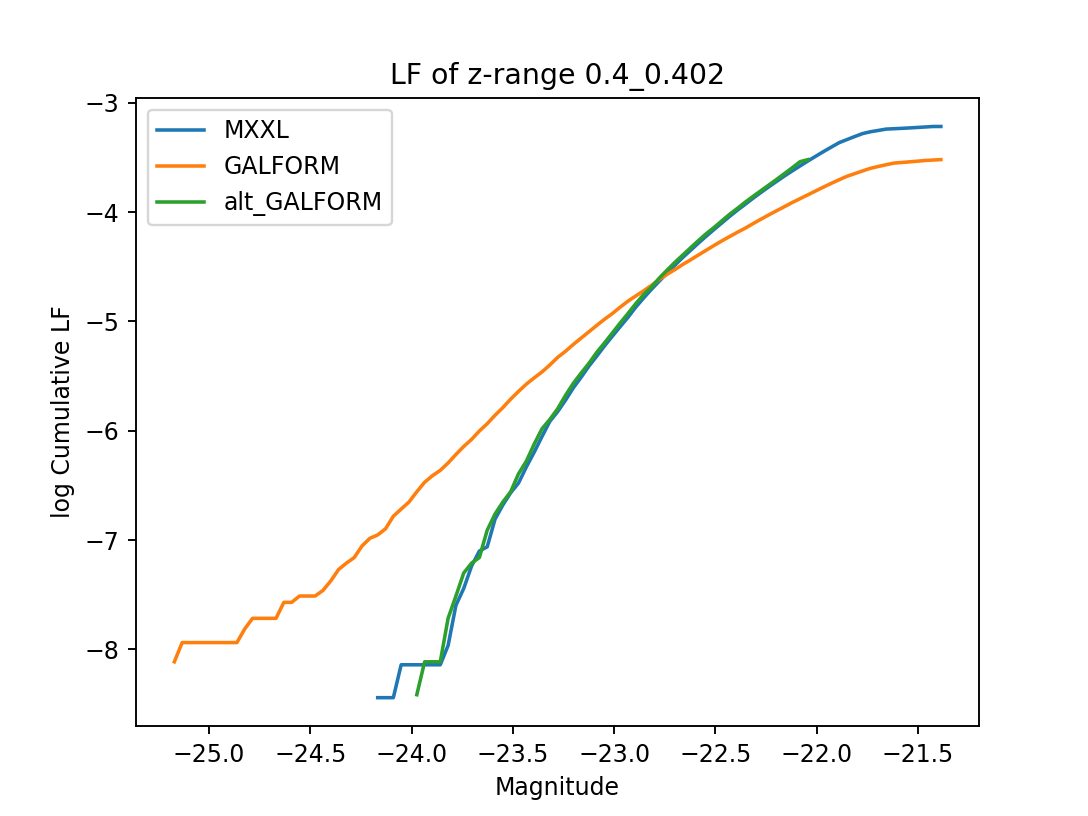 LF of z-range 0.4_0.402
MXXL
GALFORM
alt_GALFORM
−3
−4
−5
−6
−7
−8
log Cumulative LF
−25.0 −24.5 −24.0 −23.5 −23.0 −22.5 −22.0 −21.5
Magnitude